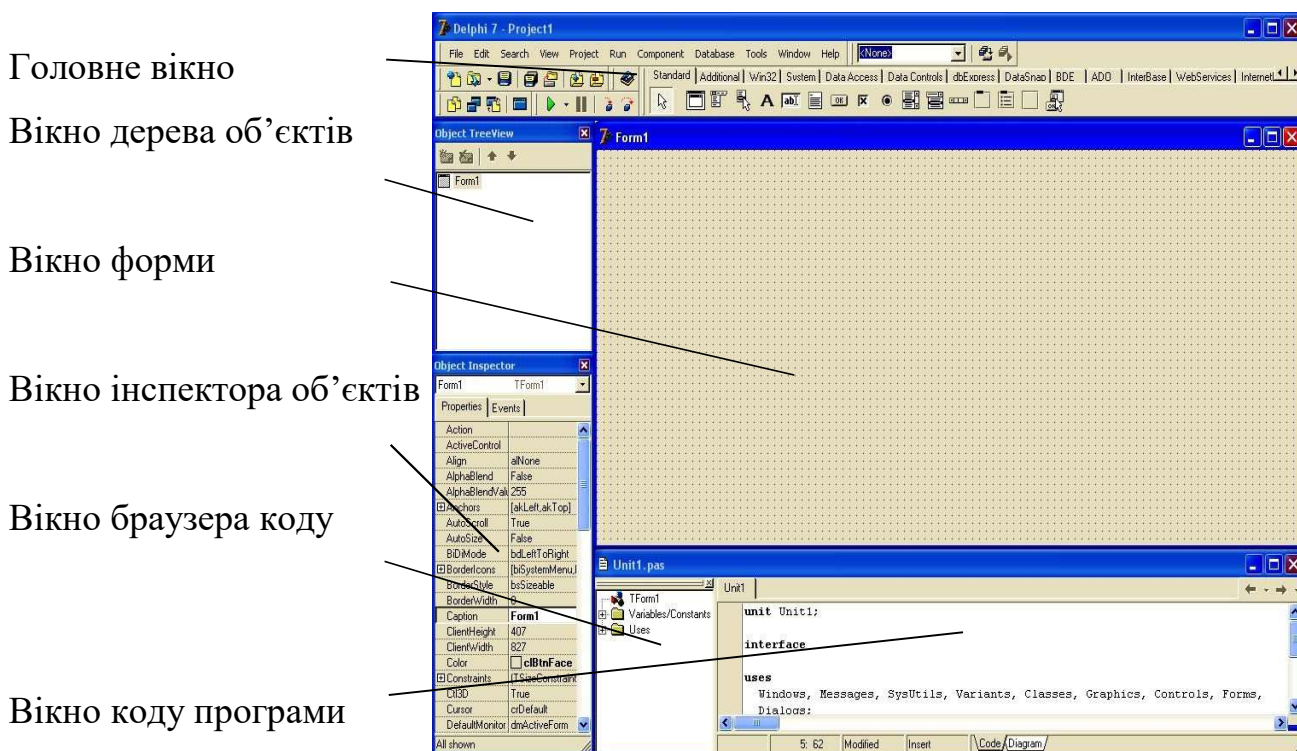 Головне вікно
Вікно дерева об’єктів
Вікно форми
Вікно інспектора об’єктів
Вікно браузера коду
Вікно коду програми
Delphi 7 - Project1
File Edit Search View Project Run Component Database Tools Window Help <None>
Standard Additional Win32 System Data Access Data Controls dbExpress DataSnap BDE ADO InterBase WebServices
Object TreeView
Form1
Form1
Object Inspector
Form1 TForm1
Properties Events
Action
ActiveControl
Align alNone
AlphaBlend False
AlphaBlendValu 255
Anchors [akLeft,akTop]
AutoScroll True
AutoSize False
BiDiMode bdLeftToRight
BorderIcons [biSystemMenu,
BorderStyle bsSizeable
BorderWidth 0
Caption Form1
ClientHeight 407
ClientWidth 827
Color clBtnFace
Constraints (TSizeConstraint
Ctl3D True
Cursor crDefault
DefaultMonitor dmActiveForm
All shown
Unit1.pas
TForm1
Variables/Constants
Uses
Unit1
unit Unit1;
interface
uses
Windows, Messages, SysUtils, Variants, Classes, Graphics, Controls, Forms,
Dialogs;
5: 62 Modified Insert Code Diagram